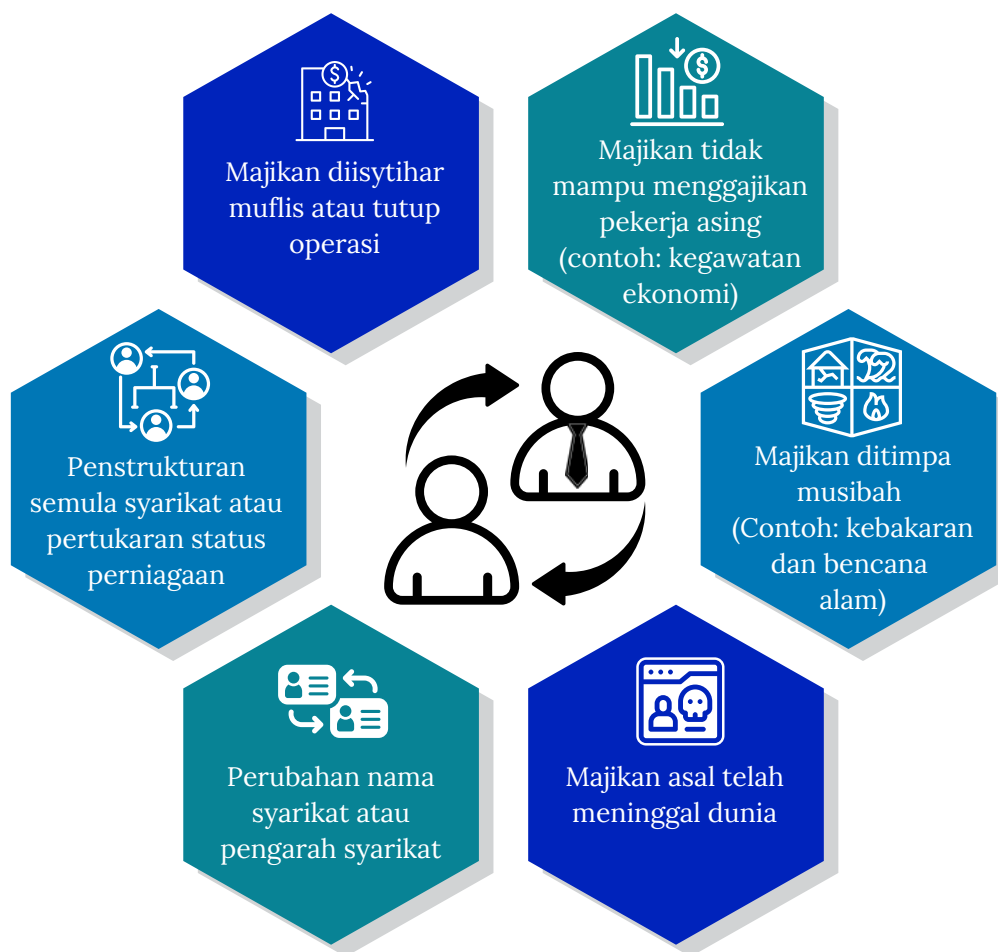 Majikan diisytihar
muflis atau tutup
operasi
Majikan tidak
mampu menggajikan
pekerja asing
(contoh: kegawatan
ekonomi)
Penstrukturan
semula syarikat atau
pertukaran status
perniagaan
Majikan ditimpa
musibah
(Contoh: kebakaran
dan bencana
alam)
Perubahan nama
syarikat atau
pengarah syarikat
Majikan asal telah
meninggal dunia